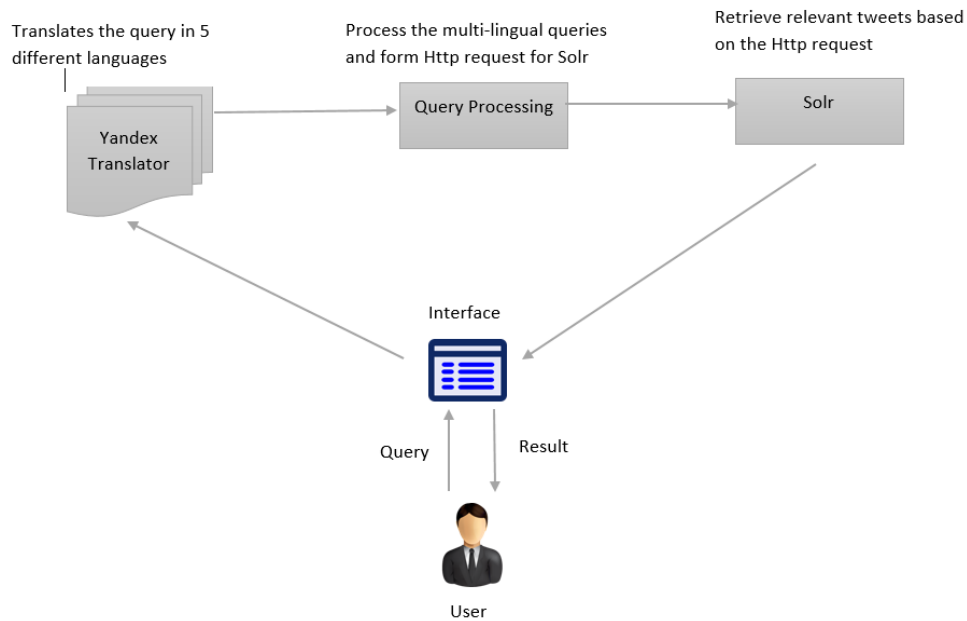 Translates the query in 5
different languages
Process the multi-lingual queries
and form Http request for Solr
Retrieve relevant tweets based
on the Http request
Yandex
Translator
Query Processing
Solr
Interface
Query
Result
User